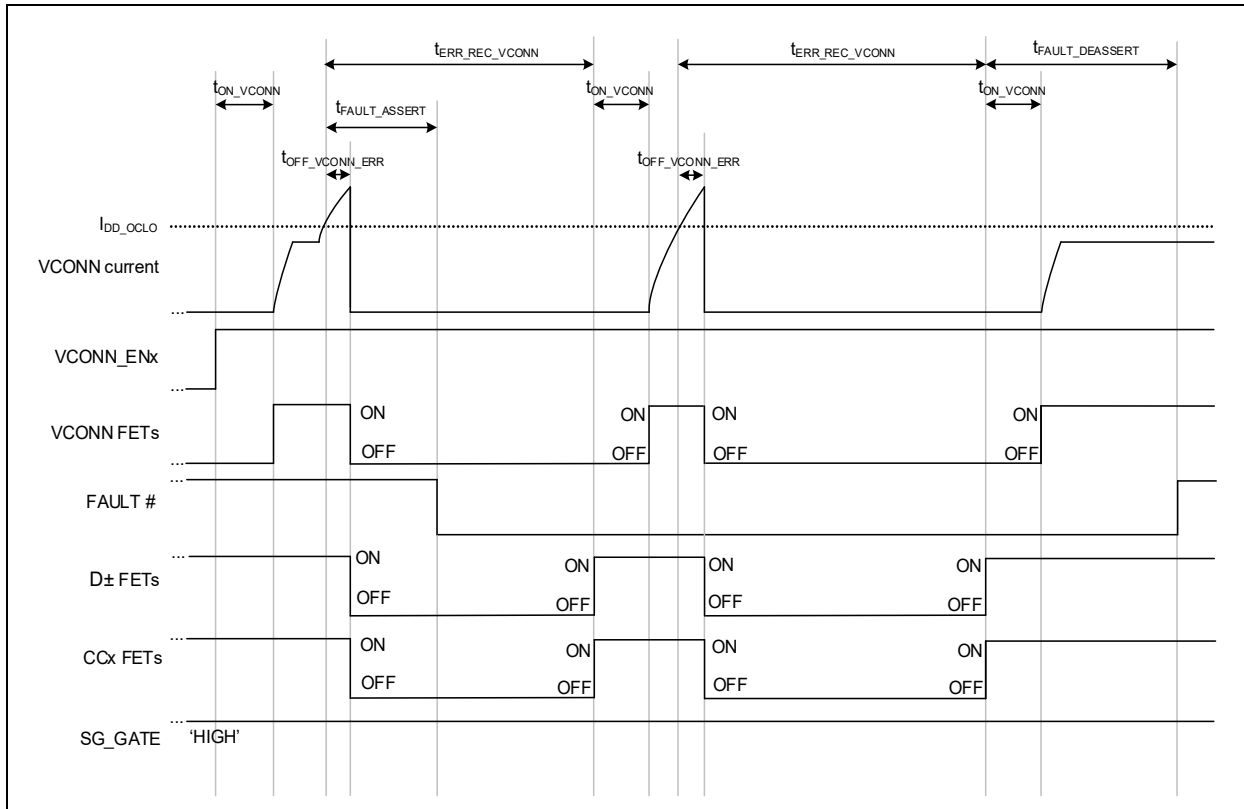 tERR_REC_VCONN tERR_REC_VCONN tFAULT_DEASSERT
tON_VCONN tON_VCONN tON_VCONN
tFAULT_ASSERT
tOFF_VCONN_ERR tOFF_VCONN_ERR
IDD_OCLO
VCONN current
...
VCONN_ENx
...
ON ON ON ON
VCONN FETs
... OFF OFF OFF OFF
...
FAULT #
...
ON ON ON ON
D± FETs
OFF OFF OFF OFF
...
ON ON ON ON
CCx FETs
OFF OFF OFF OFF
...
SG_GATE 'HIGH'